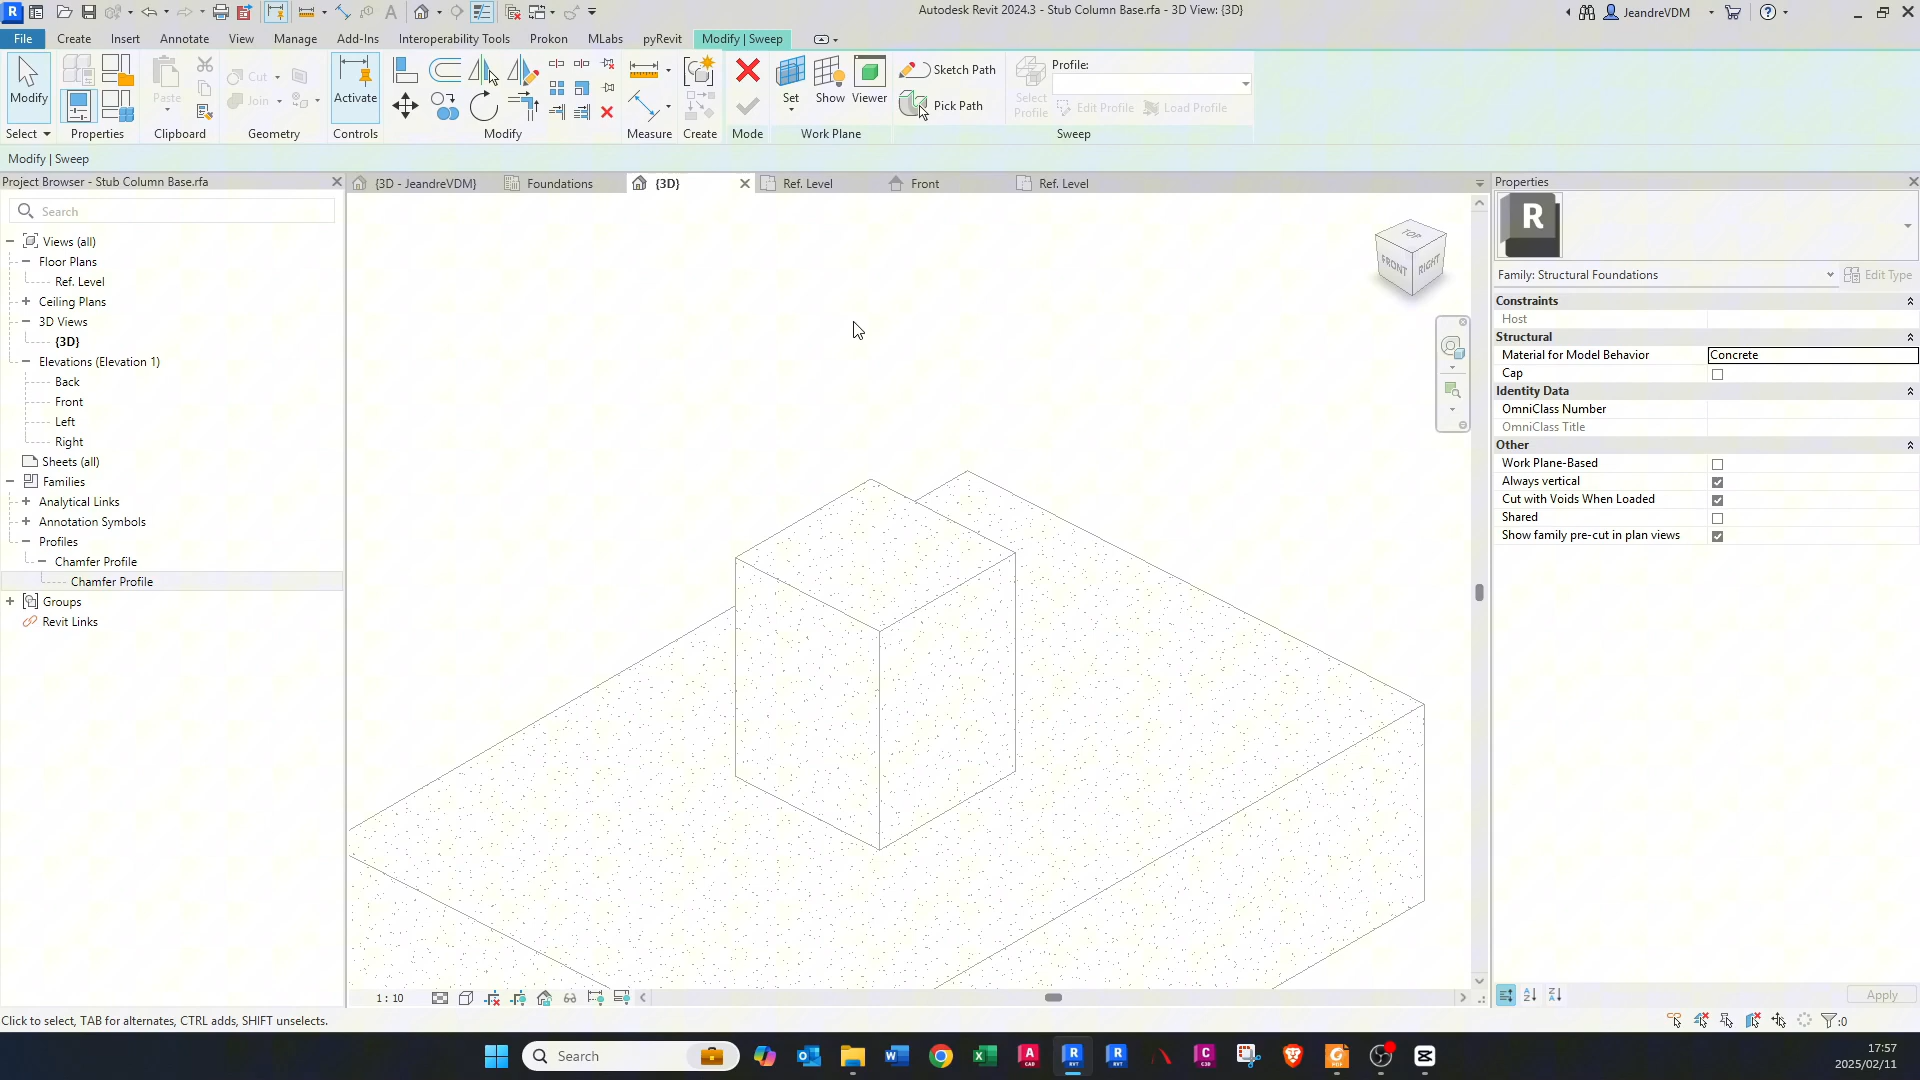 Autodesk Revit 2024.3 - Stub Column Base.rfa - 3D View: {3D}
JeandreVDM
File
Create
Insert
Annotate
View
Manage
Add-Ins
Interoperability Tools
Prokon
MLabs
pyRevit
Modify | Sweep
Modify
Paste
Cut
Join
Activate
Set
Show
Viewer
Sketch Path
Pick Path
Select Profile
Profile:
Edit Profile
Load Profile
Select
Properties
Clipboard
Geometry
Controls
Modify
Measure
Create
Mode
Work Plane
Sweep
Modify | Sweep
Project Browser - Stub Column Base.rfa
{3D - JeandreVDM}
Foundations
{3D}
Ref. Level
Front
Ref. Level
Properties
Search
Views (all)
Floor Plans
Ref. Level
Ceiling Plans
3D Views
{3D}
Elevations (Elevation 1)
Back
Front
Left
Right
Sheets (all)
Families
Analytical Links
Annotation Symbols
Profiles
Chamfer Profile
Chamfer Profile
Groups
Revit Links
TOP
FRONT
RIGHT
R
Family: Structural Foundations
Edit Type
Constraints
Host
Structural
Material for Model Behavior
Concrete
Cap
Identity Data
OmniClass Number
OmniClass Title
Other
Work Plane-Based
Always vertical
Cut with Voids When Loaded
Shared
Show family pre-cut in plan views
1 : 10
Apply
Click to select, TAB for alternates, CTRL adds, SHIFT unselects.
:0
Search
17:57
2025/02/11